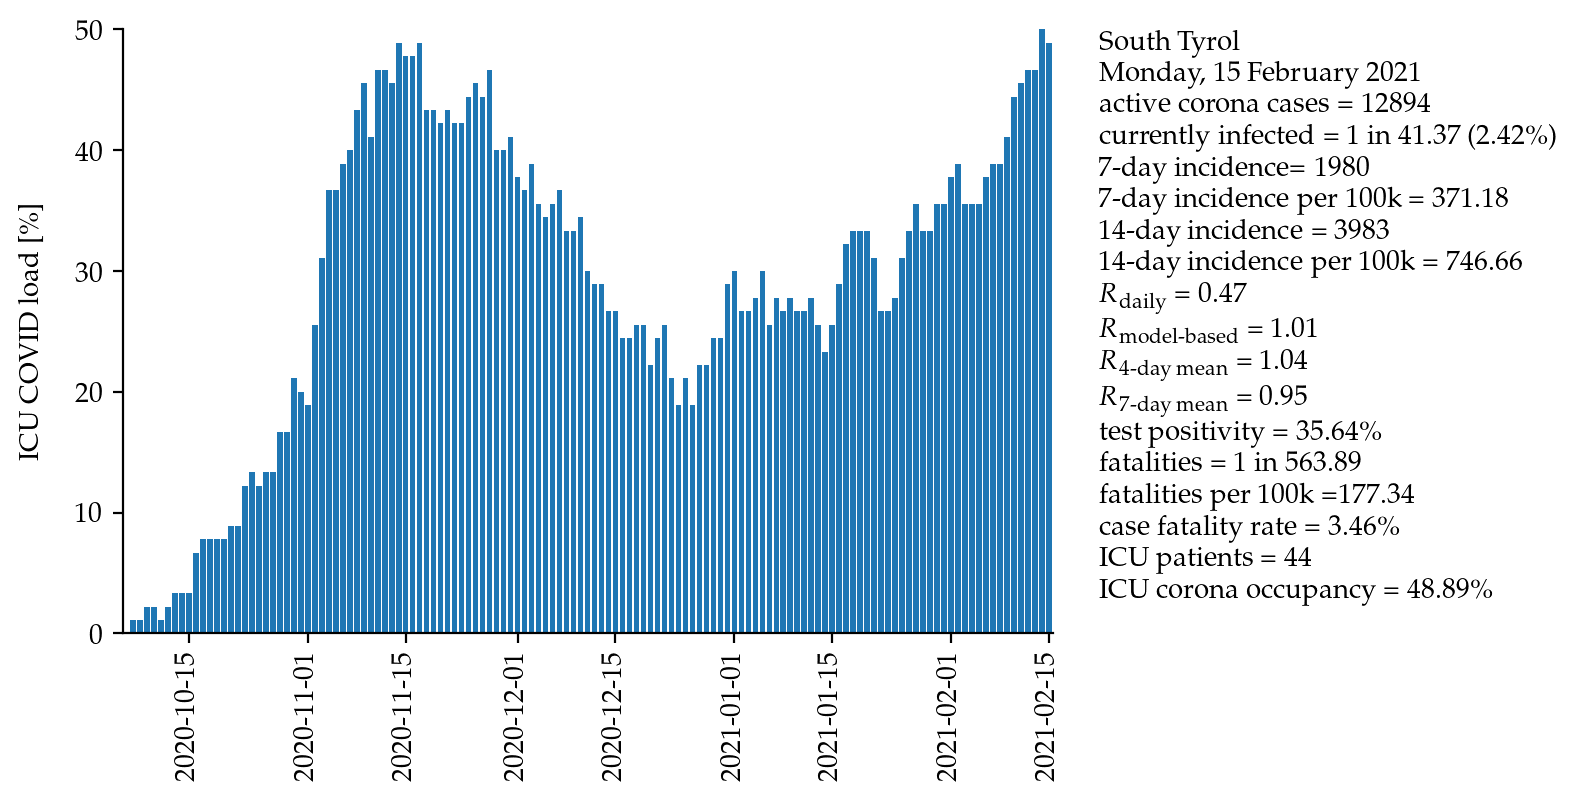 50
40
30
20
10
0
ICU COVID load [%]
2020-10-15
2020-11-01
2020-11-15
2020-12-01
2020-12-15
2021-01-01
2021-01-15
2021-02-01
2021-02-15
South Tyrol
Monday, 15 February 2021
active corona cases = 12894
currently infected = 1 in 41.37 (2.42%)
7-day incidence= 1980
7-day incidence per 100k = 371.18
14-day incidence = 3983
14-day incidence per 100k = 746.66
R daily = 0.47
R model-based = 1.01
R 4-day mean = 1.04
R 7-day mean = 0.95
test positivity = 35.64%
fatalities = 1 in 563.89
fatalities per 100k =177.34
case fatality rate = 3.46%
ICU patients = 44
ICU corona occupancy = 48.89%